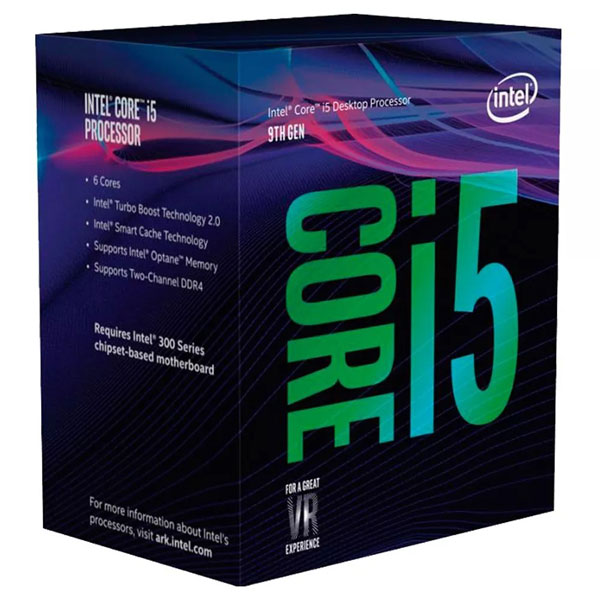 INTEL® CORE™ i5
PROCESSOR
• 6 Cores
• Intel® Turbo Boost Technology 2.0
• Intel® Smart Cache Technology
• Supports Intel® Optane™ Memory
• Supports Two-Channel DDR4
Requires Intel® 300 Series
chipset-based motherboard
For more information about Intel's
processors, visit ark.intel.com
Intel® Core™ i5 Desktop Processor
9TH GEN
intel®
CORE i5
FOR A GREAT
VR
EXPERIENCE